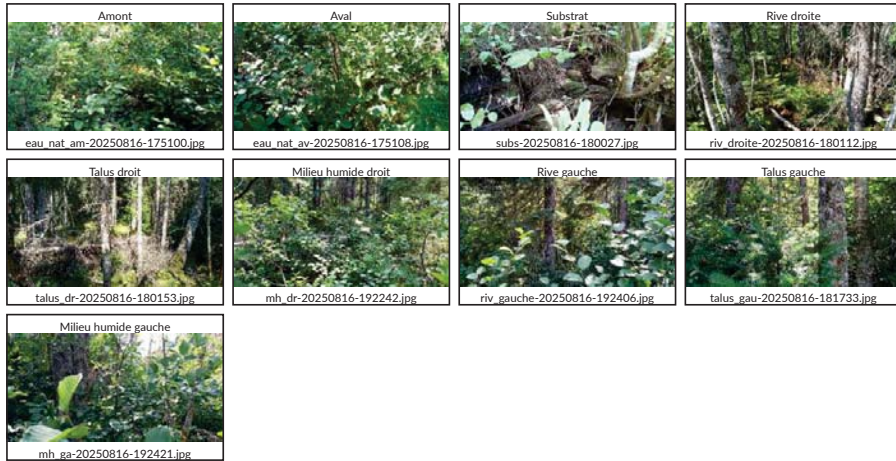 Amont
eau_nat_am-20250816-175100.jpg
Aval
eau_nat_av-20250816-175108.jpg
Substrat
subs-20250816-180027.jpg
Rive droite
riv_droite-20250816-180112.jpg
Talus droit
talus_dr-20250816-180153.jpg
Milieu humide droit
mh_dr-20250816-192242.jpg
Rive gauche
riv_gauche-20250816-192406.jpg
Talus gauche
talus_gau-20250816-181733.jpg
Milieu humide gauche
mh_ga-20250816-192421.jpg